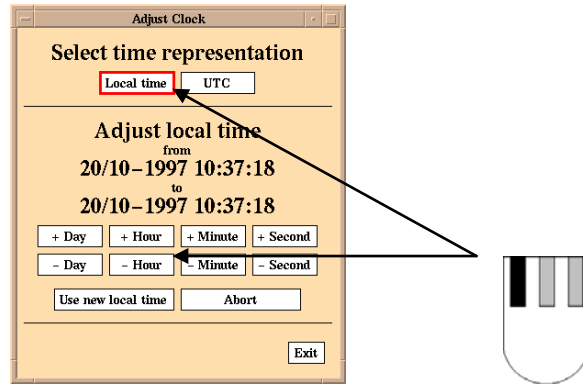 Adjust Clock
Select time representation
Local time UTC
Adjust local time
from
20/10–1997 10:37:18
to
20/10–1997 10:37:18
+ Day + Hour + Minute + Second
– Day – Hour – Minute – Second
Use new local time Abort
Exit